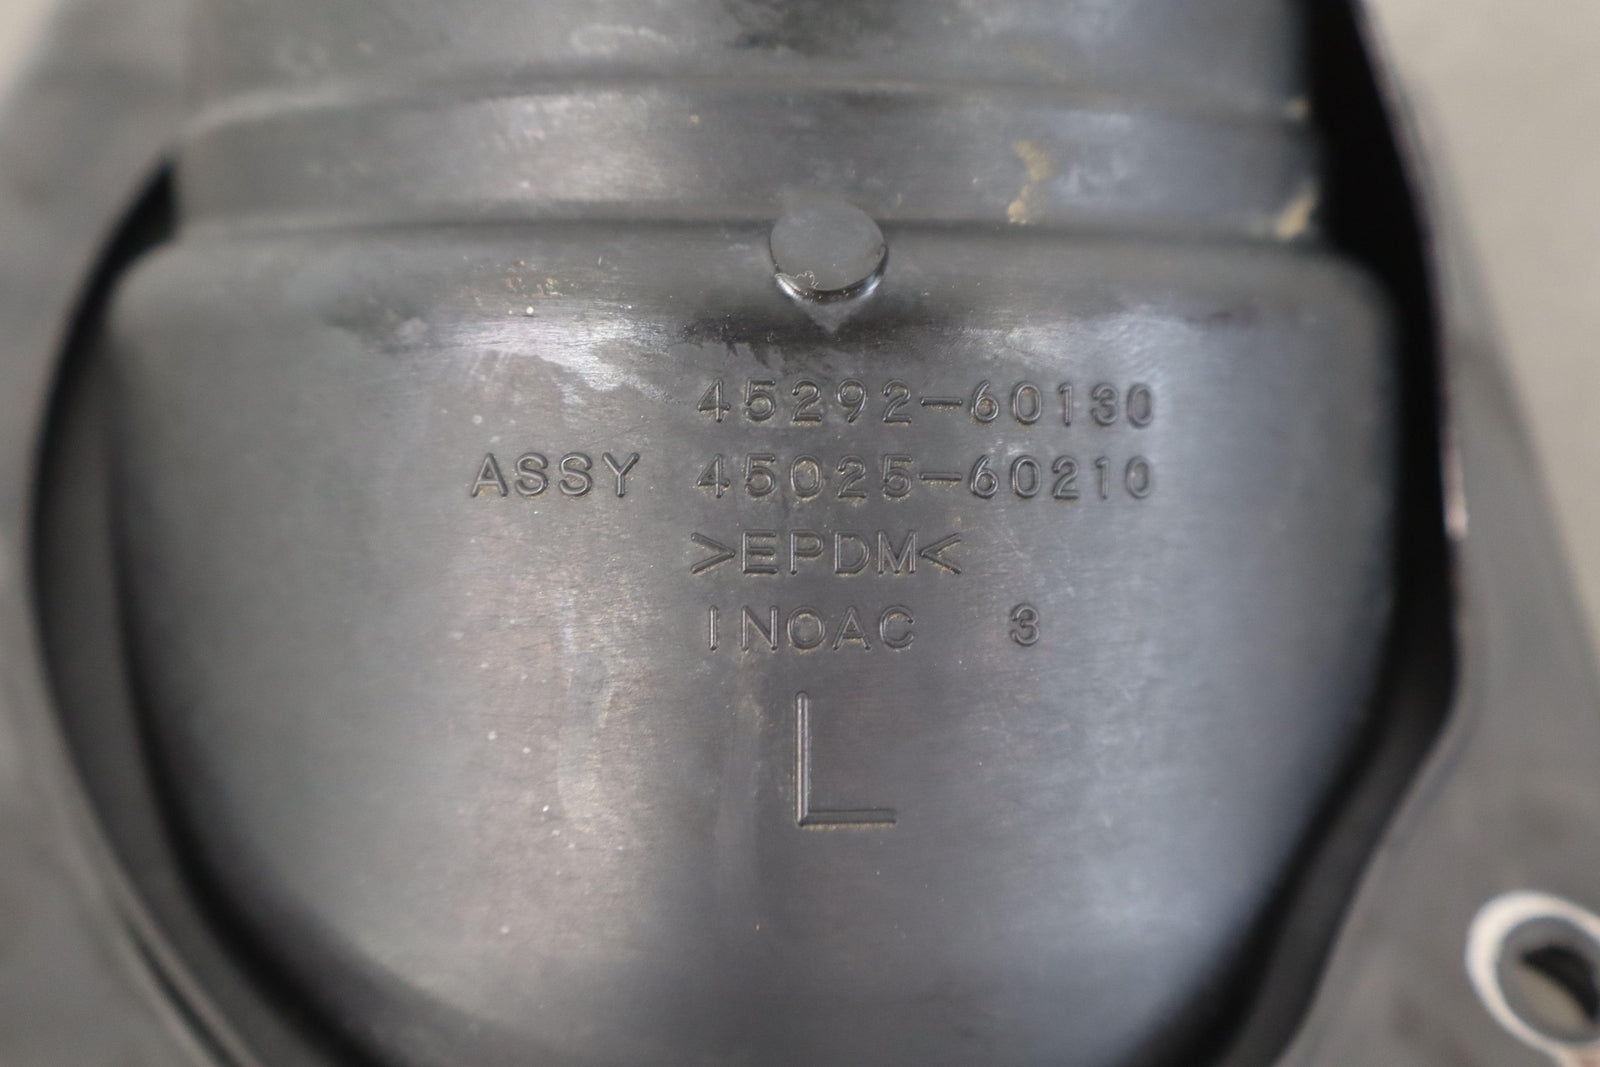 45292-60130
ASSY 45025-60210
>EPDM<
INOAC 3
L